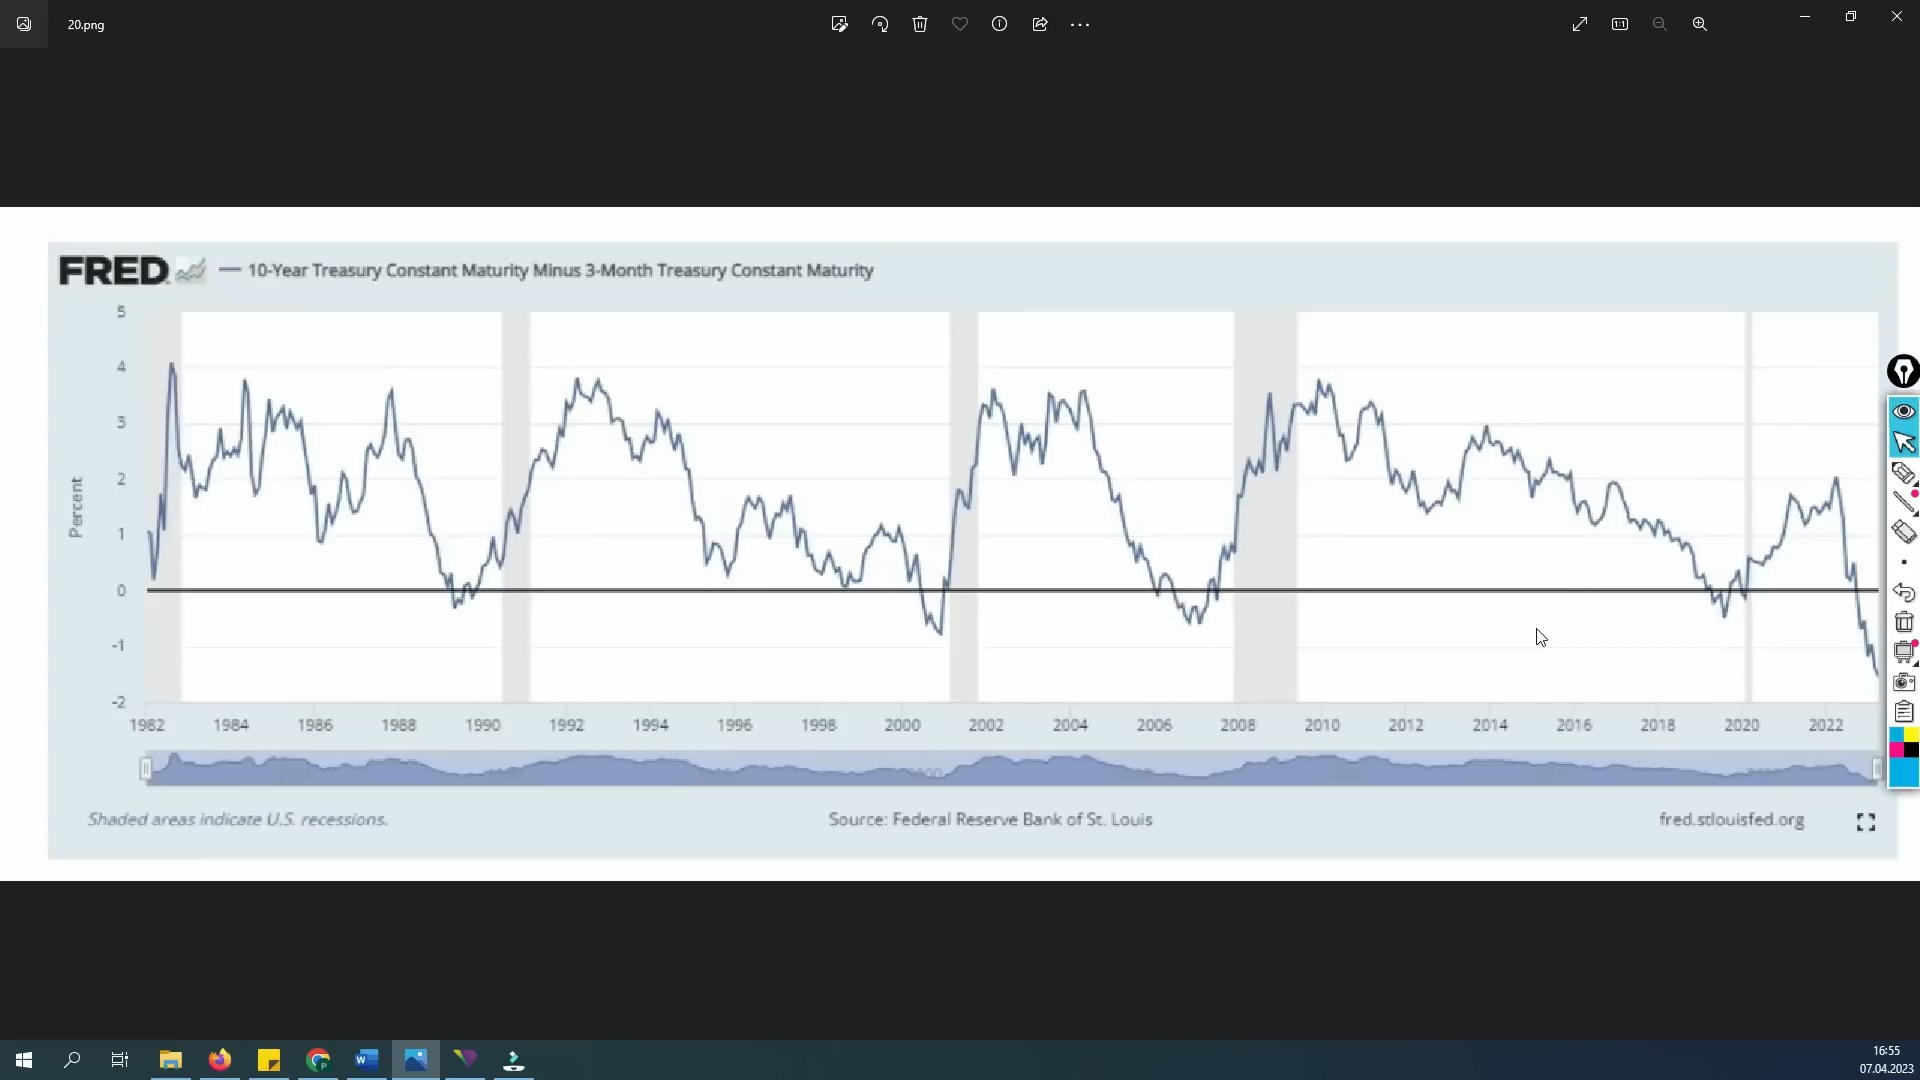 20.png
1:1
FRED
10-Year Treasury Constant Maturity Minus 3-Month Treasury Constant Maturity
5
4
3
2
1
0
-1
-2
Percent
1982 1984 1986 1988 1990 1992 1994 1996 1998 2000 2002 2004 2006 2008 2010 2012 2014 2016 2018 2020 2022
Shaded areas indicate U.S. recessions.
Source: Federal Reserve Bank of St. Louis
fred.stlouisfed.org
16:55
07.04.2023